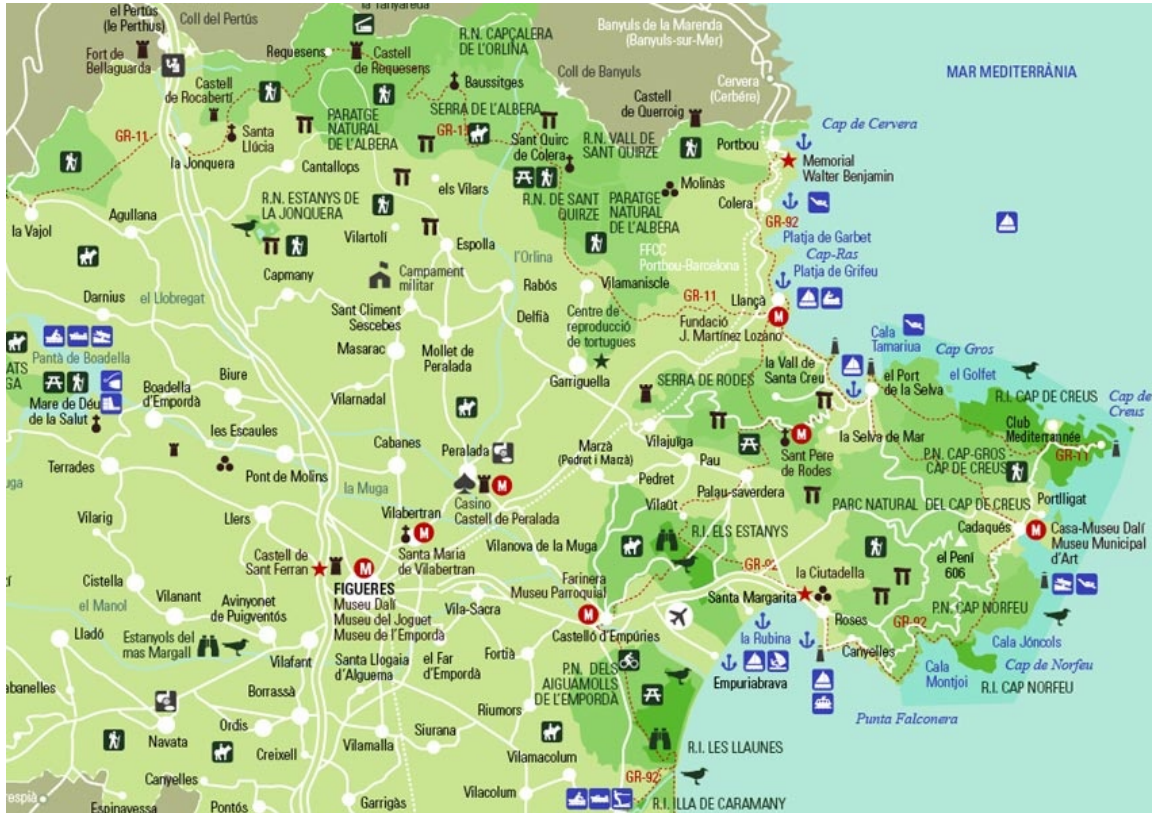 el Pertús
(le Perthus)
Coll del Pertús
la Tanyareda
R.N. CAPÇALERA
DE L'ORLINA
Banyuls de la Marenda
(Banyuls-sur-Mer)
MAR MEDITERRÀNIA
Fort de
Bellaguarda
Requesens
Castell
de Requesens
Baussitges
Coll de Banyuls
Cervera
(Cerbére)
Castell
de Rocabertí
Castell
de Querroig
SERRA DE L'ALBERA
PARATGE
NATURAL
DE L'ALBERA
GR-11
GR-11
Santa
Llúcia
la Jonquera
Cantallops
Sant Quirc
de Colera
R.N. VALL DE
SANT QUIRZE
Portbou
Cap de Cervera
Memorial
Walter Benjamin
els Vilars
Molinàs
Colera
R.N. DE SANT
QUIRZE
PARATGE
NATURAL
DE L'ALBERA
GR-92
R.N. ESTANYS DE
LA JONQUERA
la Vajol
Agullana
Vilartolí
Espolla
l'Orlina
FFCC
Portbou-Barcelona
Platja de Garbet
Cap-Ras
Platja de Grifeu
Capmany
Campament
militar
Rabós
Vilamaniscle
GR-11
Llançà
Darnius
el Llobregat
Sant Climent
Sescebes
Delfià
Centre de
reproducció
de tortugues
Fundació
J. Martínez Lozano
Cala
Tamariua
Cap Gros
el Golfet
Masarac
Mollet de
Peralada
Garriguella
la Vall de
Santa Creu
el Port
de la Selva
Pantà de Boadella
ATS
GA
Biure
Boadella
d'Empordà
Mare de Déu
de la Salut
SERRA DE RODES
R.I. CAP DE CREUS
Cap de
Creus
Vilarnadal
Club
Mediterrannée
les Escaules
Cabanes
Peralada
Marzà
(Pedret i Marzà)
Vilajuïga
la Selva de Mar
Sant Pere
de Rodes
P.N. CAP-GROS
CAP DE CREUS
GR-11
Terrades
Pont de Molins
Pau
Pedret
Palau-saverdera
la Muga
Casino
Castell de Peralada
Vilaüt
PARC NATURAL DEL CAP DE CREUS
Portlligat
Vilarig
Llers
Vilabertran
Santa Maria
de Vilabertran
Vilanova de la Muga
R.I. ELS ESTANYS
Cadaqués
Casa-Museu Dalí
Museu Municipal
d'Art
el Pení
606
Castell de
Sant Ferran
FIGUERES
Museu Dalí
Museu del Joguet
Museu de l'Empordà
Farinera
Museu Parroquial
GR-92
la Ciutadella
Cistella
Santa Margarita
el Manol
Vilanant
Avinyonet
de Puigventós
Vila-Sacra
Castelló d'Empúries
Roses
P.N. CAP NORFEU
GR-92
la Rubina
Canyelles
Cala Jóncols
Lladó
Estanyols del
mas Margall
Vilafant
Santa Llogaia
d'Alguema
el Far
d'Empordà
Fortià
P.N. DELS
AIGUAMOLLS
DE L'EMPORDÀ
Empuriabrava
Cala
Montjoi
Cap de Norfeu
R.I. CAP NORFEU
abanelles
Borrassà
Riumors
Punta Falconera
Navata
Ordis
Creixell
Vilamalla
Siurana
Vilamacolum
R.I. LES LLAUNES
Canyelles
Espinavessa
Pontós
Garrigàs
Vilacolum
GR-92
R.I. ILLA DE CARAMANY
espià